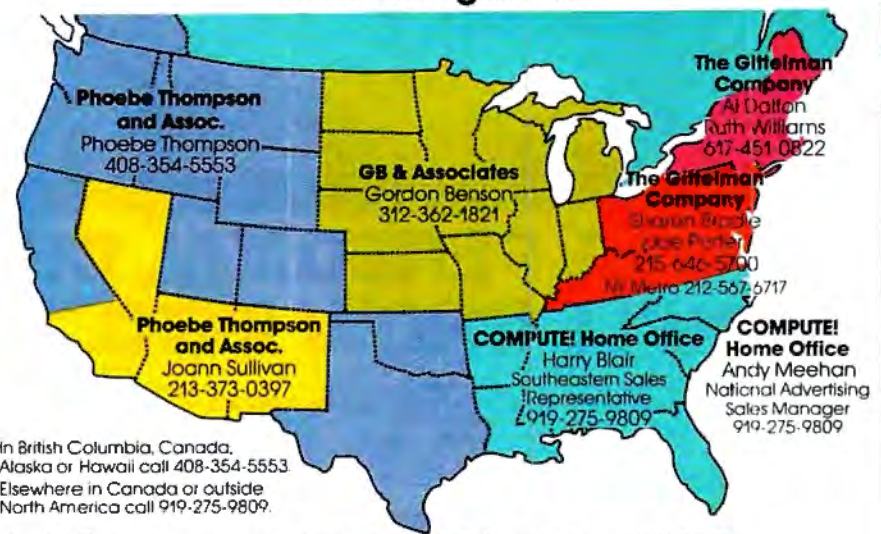 Phoebe Thompson
and Assoc.
Phoebe Thompson
408-354-5553
GB & Associates
Gordon Benson
312-362-1821
The Gittelman
Company
Al Dalton
Ruth Williams
617-451-0822
The Gittelman
Company
Sharon Brodie
Joe Porter
215-646-5700
NY Metro 212-567-6717
Phoebe Thompson
and Assoc.
Joann Sullivan
213-373-0397
COMPUTE! Home Office
Harry Blair
Southeastern Sales
Representative
919-275-9809
COMPUTE!
Home Office
Andy Meehan
National Advertising
Sales Manager
919-275-9809
In British Columbia, Canada,
Alaska or Hawaii call 408-354-5553.
Elsewhere in Canada or outside
North America call 919-275-9809.